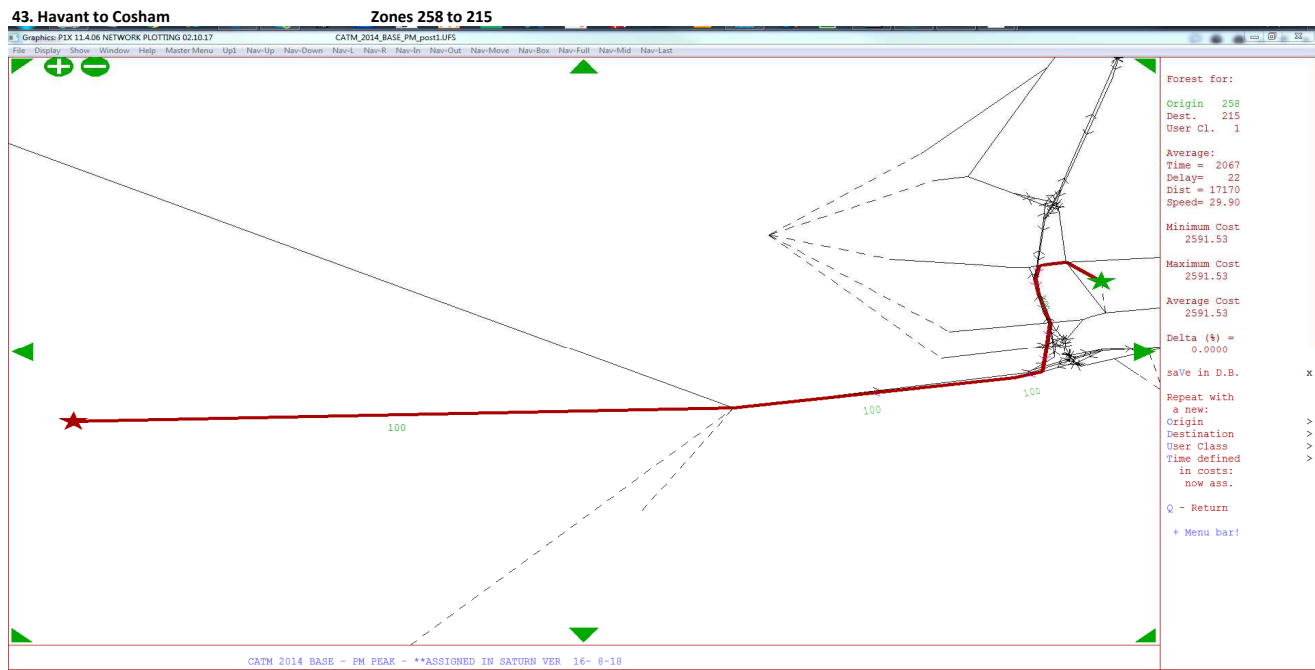 43. Havant to Cosham Zones 258 to 215
Graphics: P1X 11.4.06 NETWORK PLOTTING 02.10.17 CATM_2014_BASE_PM_post1.UFS
File Display Show Window Help Master Menu Up1 Nav-Up Nav-Down Nav-L Nav-R Nav-In Nav-Out Nav-Move Nav-Box Nav-Full Nav-Mid Nav-Last
Forest for:
Origin 258
Dest. 215
User Cl. 1
Average:
Time = 2067
Delay= 22
Dist = 17170
Speed= 29.90
Minimum Cost
2591.53
Maximum Cost
2591.53
Average Cost
2591.53
Delta (%) =
0.0000
saVe in D.B. x
Repeat with
a new:
Origin >
Destination >
User Class >
Time defined >
in costs:
now ass.
Q - Return
+ Menu bar!
100
100
100
CATM 2014 BASE - PM PEAK - **ASSIGNED IN SATURN VER 16- 8-18